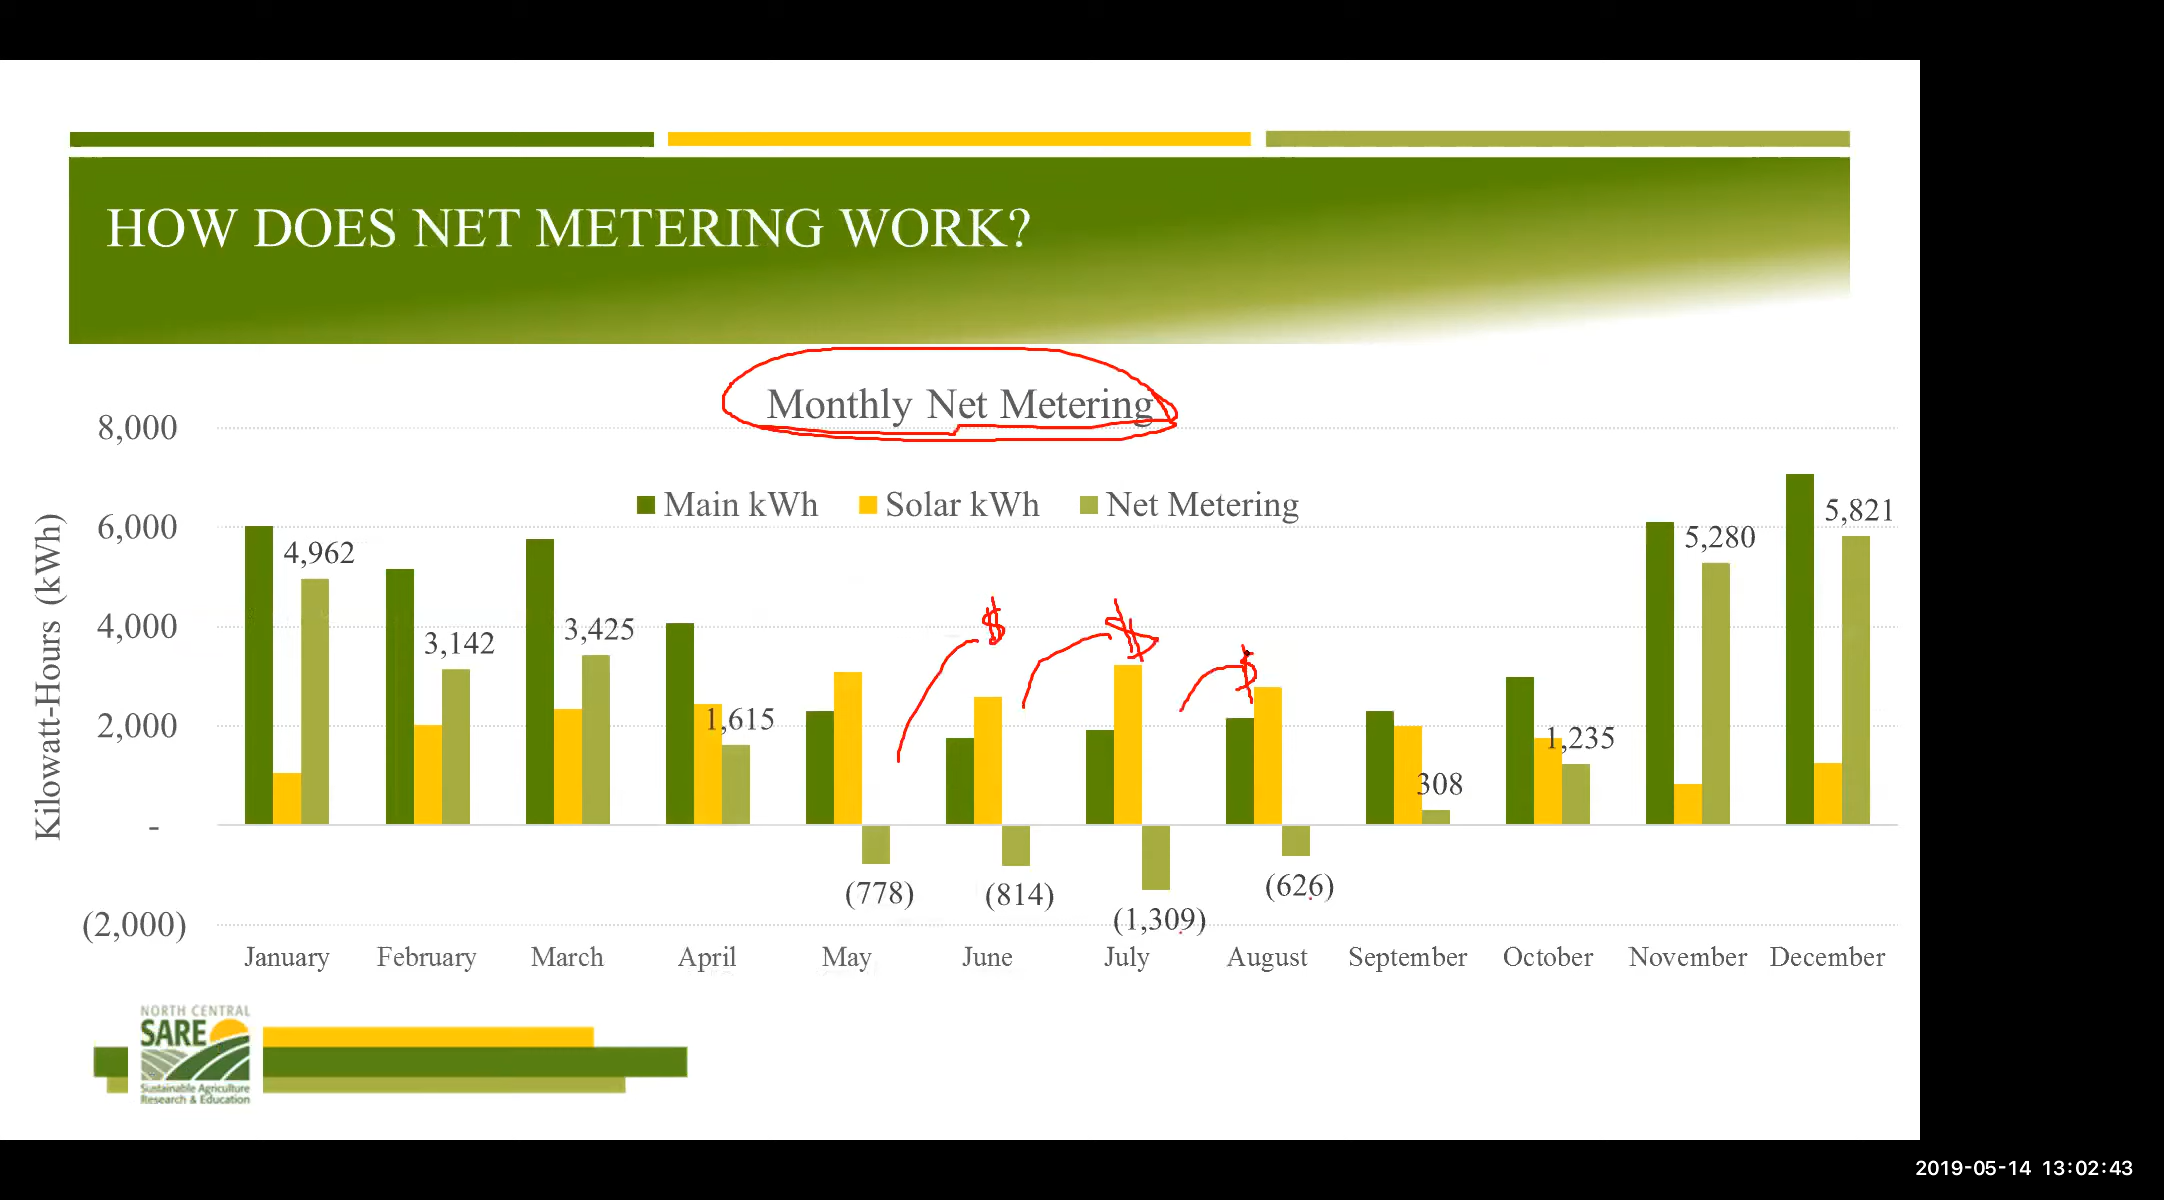 HOW DOES NET METERING WORK?
Monthly Net Metering
Main kWh Solar kWh Net Metering
Kilowatt-Hours (kWh)
8,000
6,000
4,000
2,000
-
(2,000)
4,962
3,142
3,425
1,615
(778)
(814)
(1,309)
(626)
308
1,235
5,280
5,821
$
$
$
January February March April May June July August September October November December
NORTH CENTRAL
SARE
Sustainable Agriculture
Research & Education
2019-05-14 13:02:43